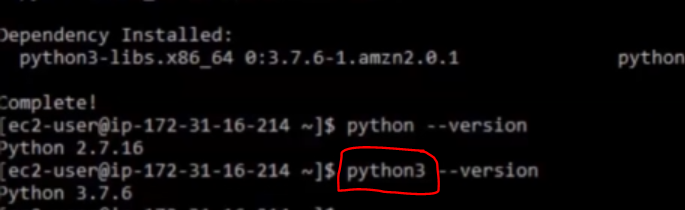 Dependency Installed:
python3-libs.x86_64 0:3.7.6-1.amzn2.0.1 python
Complete!
[ec2-user@ip-172-31-16-214 ~]$ python --version
Python 2.7.16
[ec2-user@ip-172-31-16-214 ~]$ python3 --version
Python 3.7.6